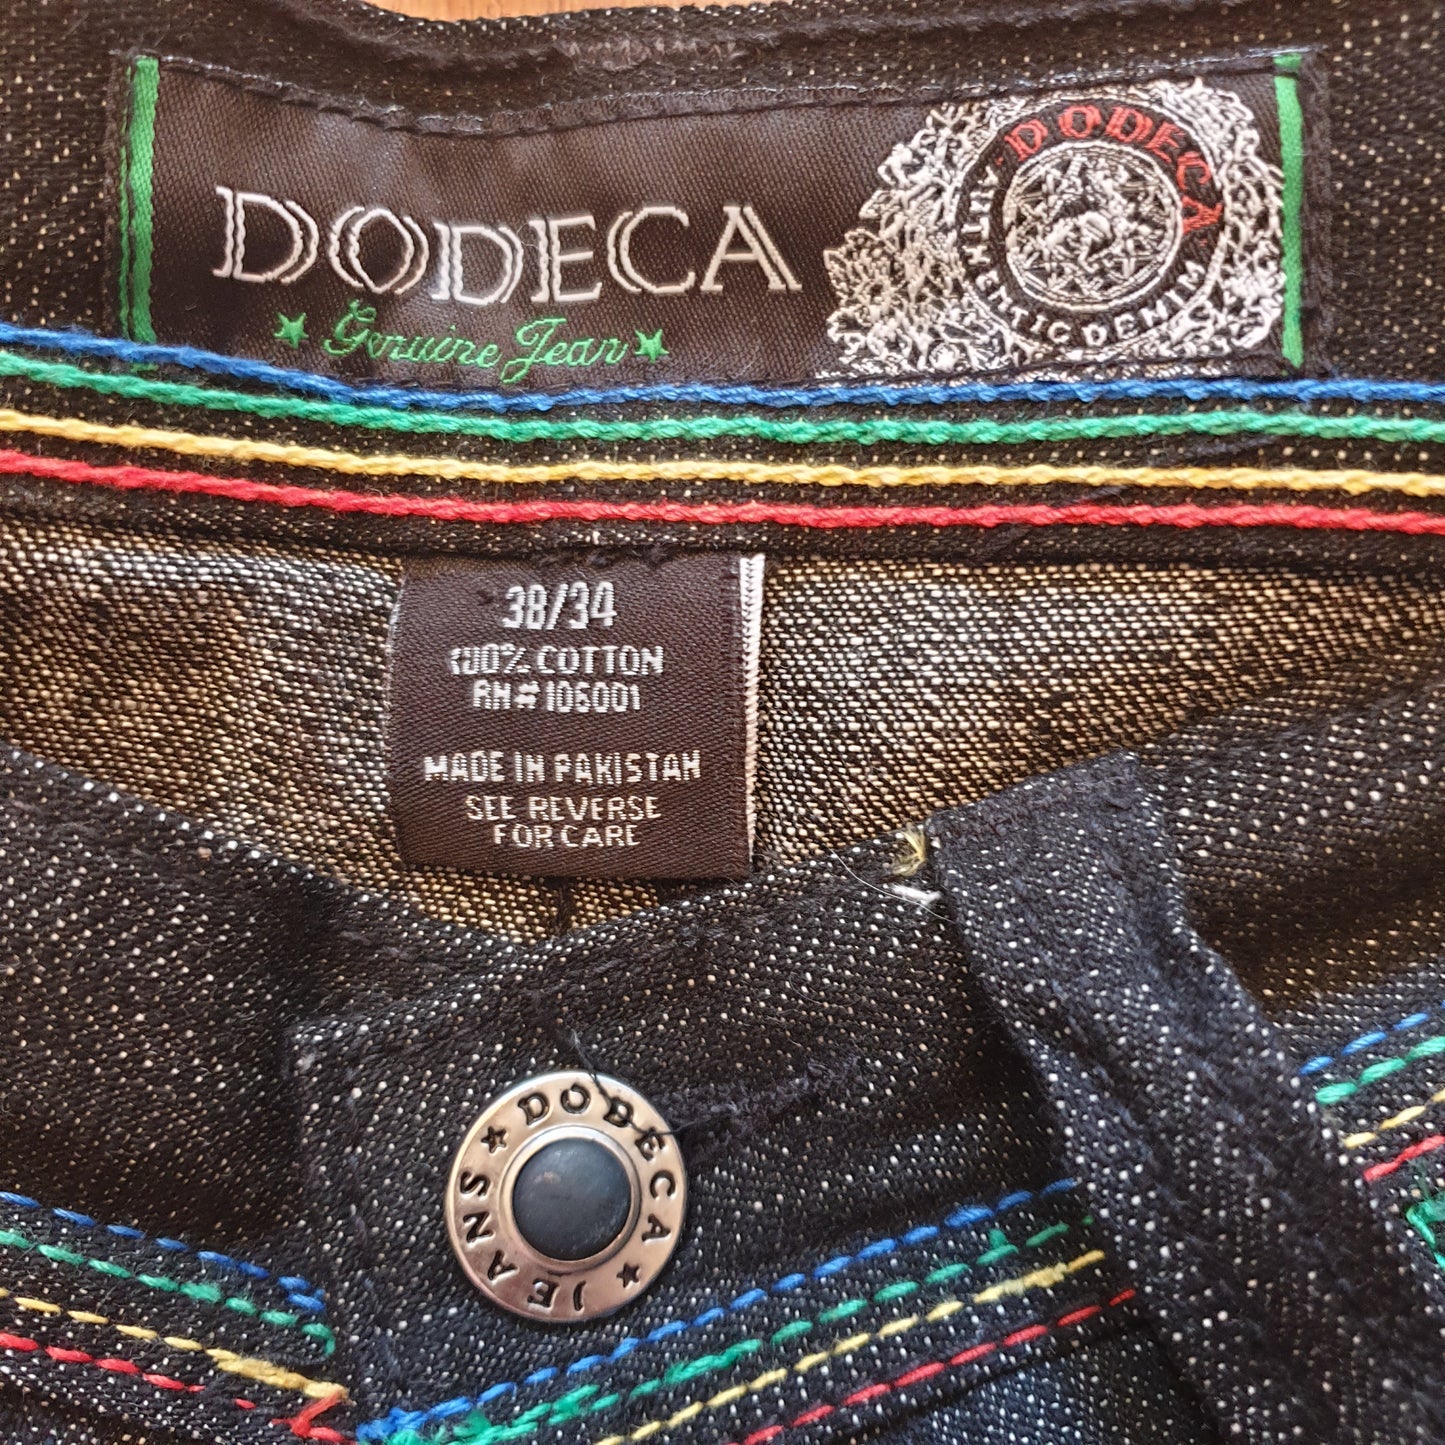 DODECA
★ Genuine Jean ★
DODECA
AUTHENTIC DENIM
38/34
100% COTTON
RN# 106001
MADE IN PAKISTAN
SEE REVERSE
FOR CARE
★ DODECA ★
JEANS